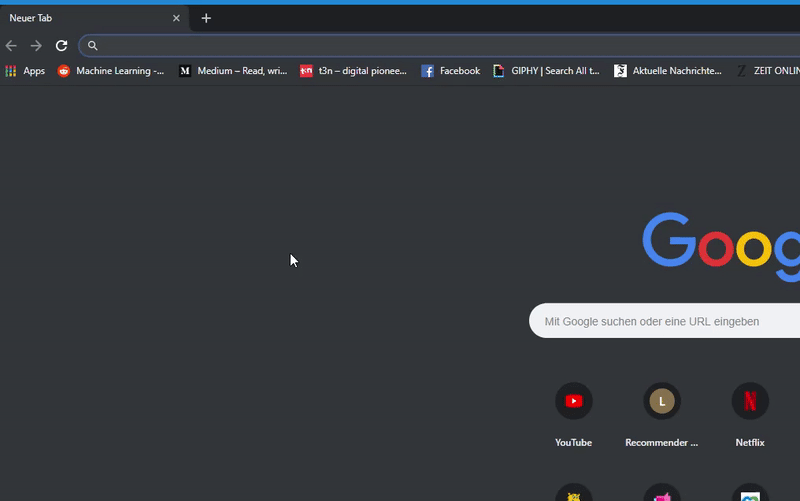 Neuer Tab
Apps Machine Learning -... Medium – Read, wri... t3n – digital pionee... Facebook GIPHY | Search All t... Aktuelle Nachrichte... ZEIT ONLIN
Goog
Mit Google suchen oder eine URL eingeben
L
YouTube Recommender ... Netflix